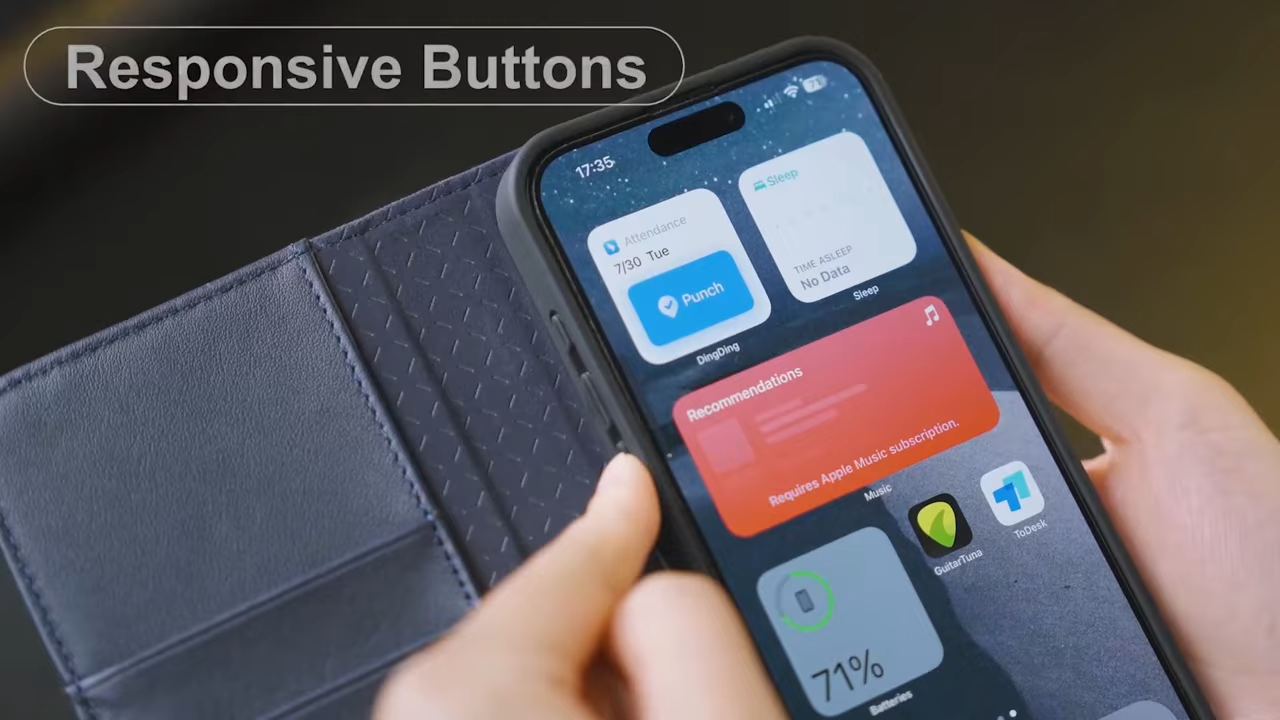 Responsive Buttons
17:35
71
Attendance
7/30 Tue
Punch
DingDing
Sleep
TIME ASLEEP
No Data
Sleep
Recommendations
Requires Apple Music subscription.
Music
GuitarTuna
ToDesk
71%
Batteries